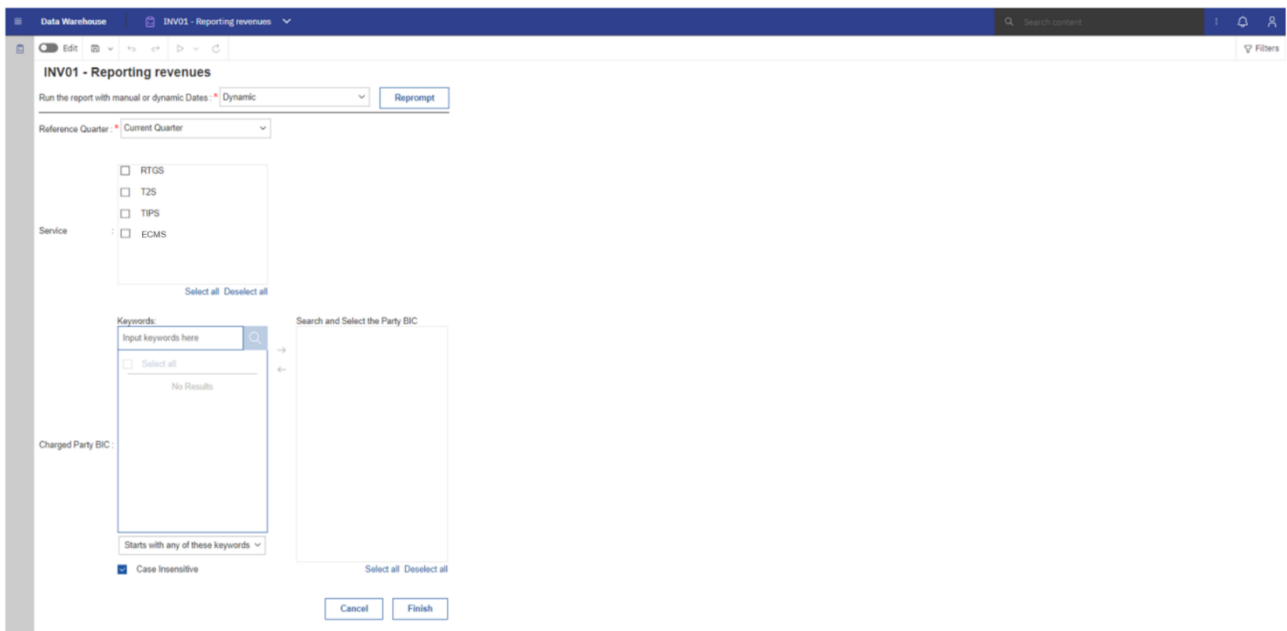 Data Warehouse INV01 - Reporting revenues Search content
Edit Filters
INV01 - Reporting revenues
Run the report with manual or dynamic Dates : * Dynamic Reprompt
Reference Quarter : * Current Quarter
RTGS
T2S
TIPS
Service : ECMS
Select all Deselect all
Keywords: Search and Select the Party BIC
Input keywords here
Select all
No Results
Charged Party BIC :
Starts with any of these keywords
Case Insensitive Select all Deselect all
Cancel Finish